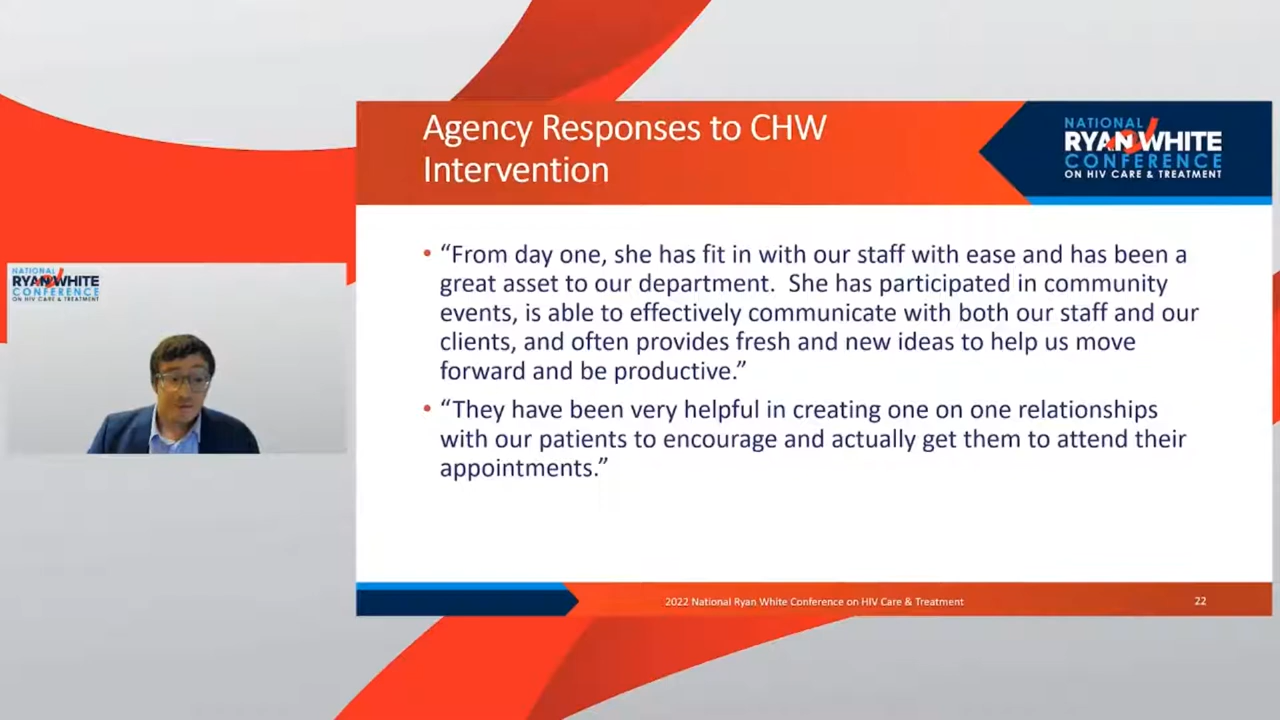 NATIONAL
RYAN WHITE
CONFERENCE
ON HIV CARE & TREATMENT
Agency Responses to CHW
Intervention
NATIONAL
RYAN WHITE
CONFERENCE
ON HIV CARE & TREATMENT
• “From day one, she has fit in with our staff with ease and has been a
great asset to our department.  She has participated in community
events, is able to effectively communicate with both our staff and our
clients, and often provides fresh and new ideas to help us move
forward and be productive.”
• “They have been very helpful in creating one on one relationships
with our patients to encourage and actually get them to attend their
appointments.”
2022 National Ryan White Conference on HIV Care & Treatment
22